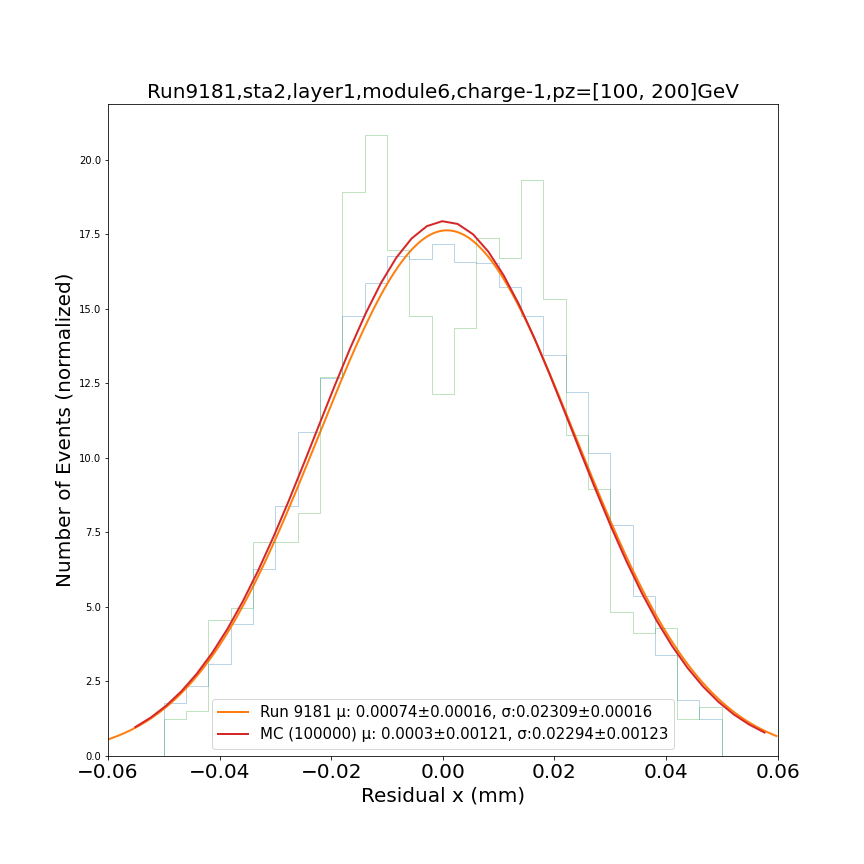 Run9181,sta2,layer1,module6,charge-1,pz=[100, 200]GeV
Number of Events (normalized)
20.0
17.5
15.0
12.5
10.0
7.5
5.0
2.5
0.0
Run 9181 μ: 0.00074±0.00016, σ:0.02309±0.00016
MC (100000) μ: 0.0003±0.00121, σ:0.02294±0.00123
−0.06 −0.04 −0.02 0.00 0.02 0.04 0.06
Residual x (mm)